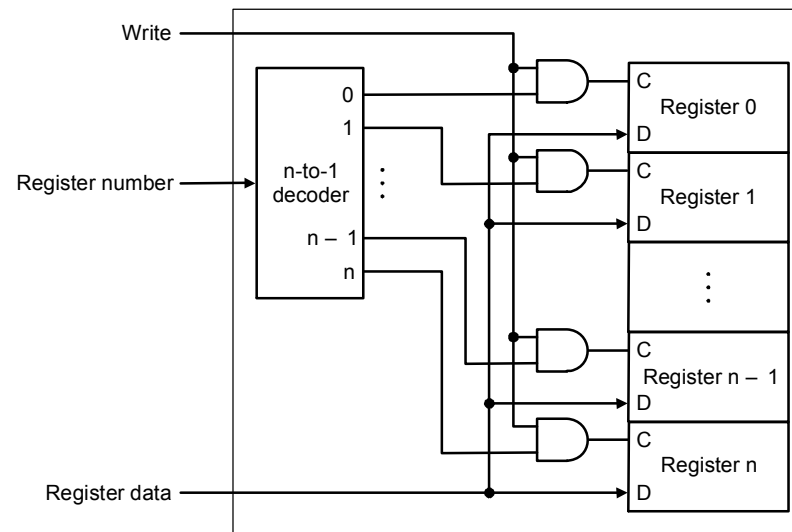 Write
0
1
n-to-1
decoder
⋮
n – 1
n
Register number
Register data
C
Register 0
D
C
Register 1
D
⋮
C
Register n – 1
D
C
Register n
D